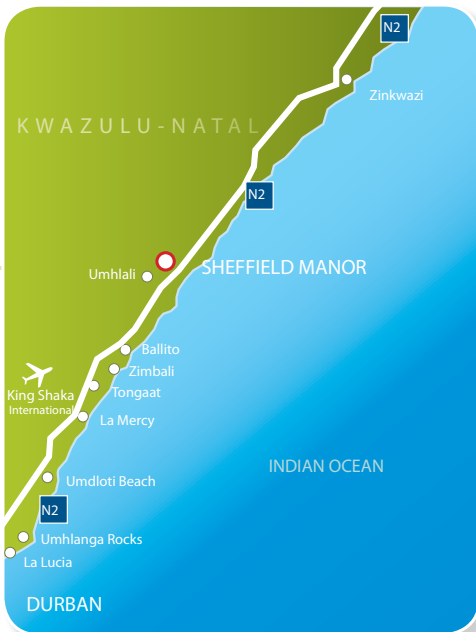 N2
Zinkwazi
KWAZULU-NATAL
N2
Umhlali
SHEFFIELD MANOR
Ballito
Zimbali
King Shaka
International
Tongaat
La Mercy
INDIAN OCEAN
Umdloti Beach
N2
Umhlanga Rocks
La Lucia
DURBAN